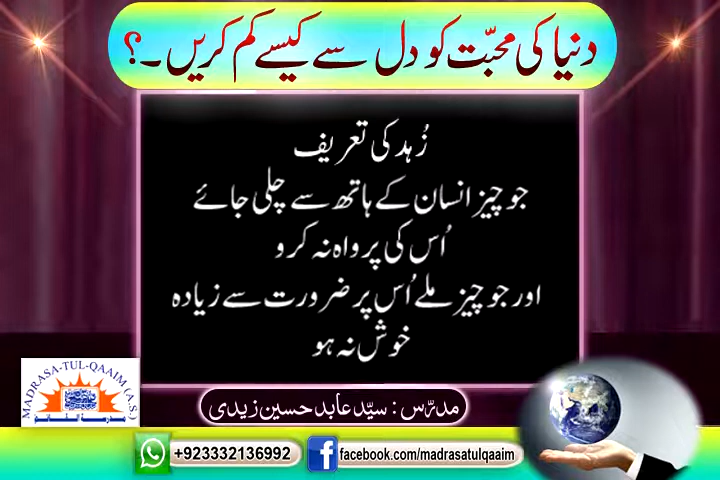 دنیا کی محبّت کو دل سے کیسے کم کریں۔؟
زُہد کی تعریف
جو چیز انسان کے ہاتھ سے چلی جائے
اُس کی پرواہ نہ کرو
اور جو چیز ملے اُس پر ضرورت سے زیادہ
خوش نہ ہو
MADRASA-TUL-QAAIM(A.S.)
مدرسة القائم
مدرّس : سیّد عابد حسین زیدی
+923332136992
facebook.com/madrasatulqaaim